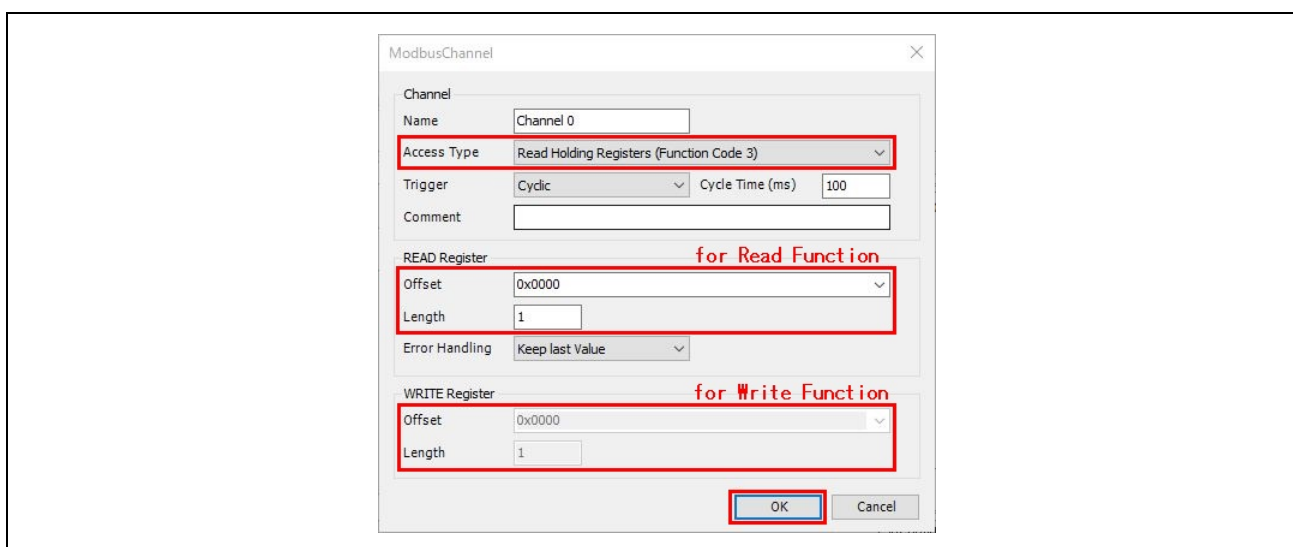 ModbusChannel
Channel
Name Channel 0
Access Type Read Holding Registers (Function Code 3)
Trigger Cyclic Cycle Time (ms) 100
Comment
READ Register for Read Function
Offset 0x0000
Length 1
Error Handling Keep last Value
WRITE Register for Write Function
Offset 0x0000
Length 1
OK Cancel